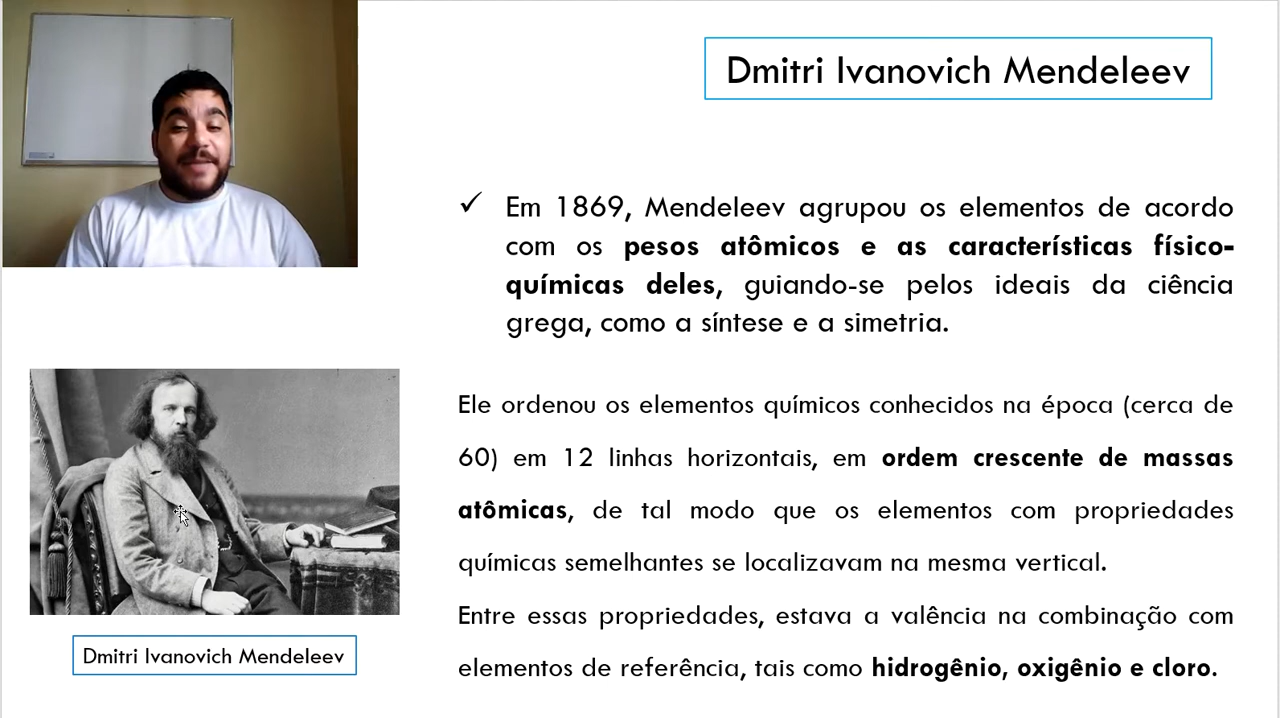 Dmitri Ivanovich Mendeleev
✓ Em 1869, Mendeleev agrupou os elementos de acordo
com os pesos atômicos e as características físico-
químicas deles, guiando-se pelos ideais da ciência
grega, como a síntese e a simetria.
Ele ordenou os elementos químicos conhecidos na época (cerca de
60) em 12 linhas horizontais, em ordem crescente de massas
atômicas, de tal modo que os elementos com propriedades
químicas semelhantes se localizavam na mesma vertical.
Entre essas propriedades, estava a valência na combinação com
elementos de referência, tais como hidrogênio, oxigênio e cloro.
Dmitri Ivanovich Mendeleev